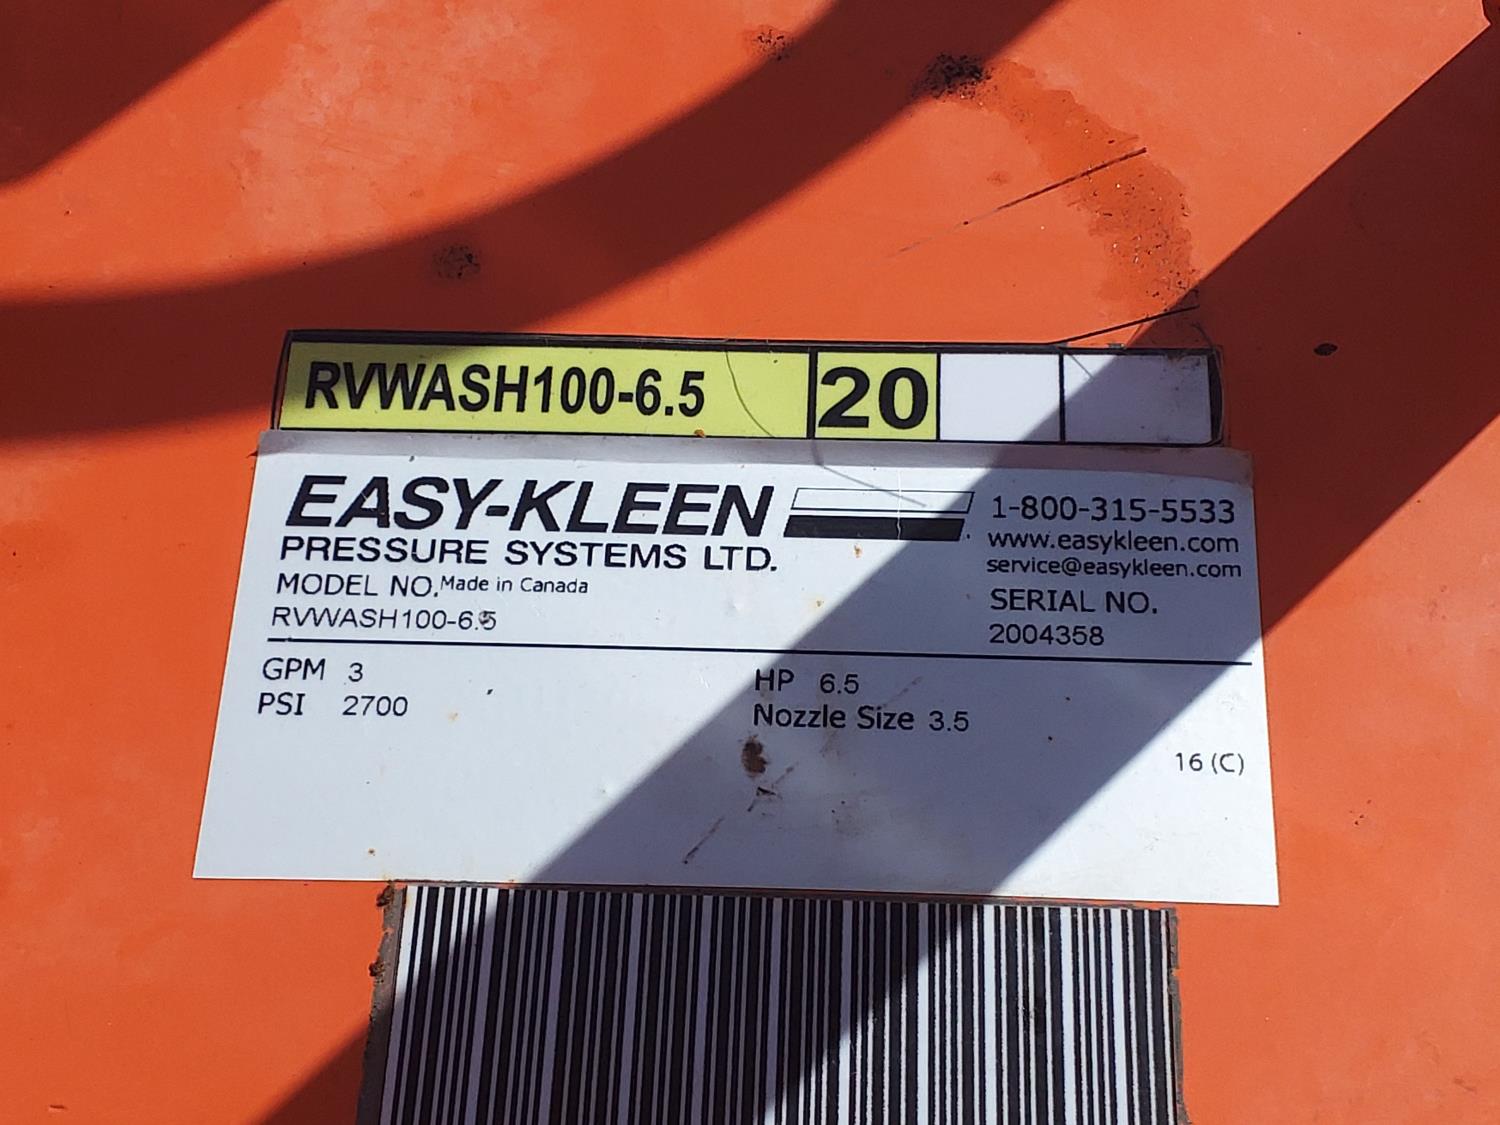 RVWASH100-6.5 20
EASY-KLEEN
PRESSURE SYSTEMS LTD.
MODEL NO. Made in Canada
RVWASH100-6.5
1-800-315-5533
www.easykleen.com
service@easykleen.com
SERIAL NO.
2004358
GPM 3
PSI 2700
HP 6.5
Nozzle Size 3.5
16 (C)